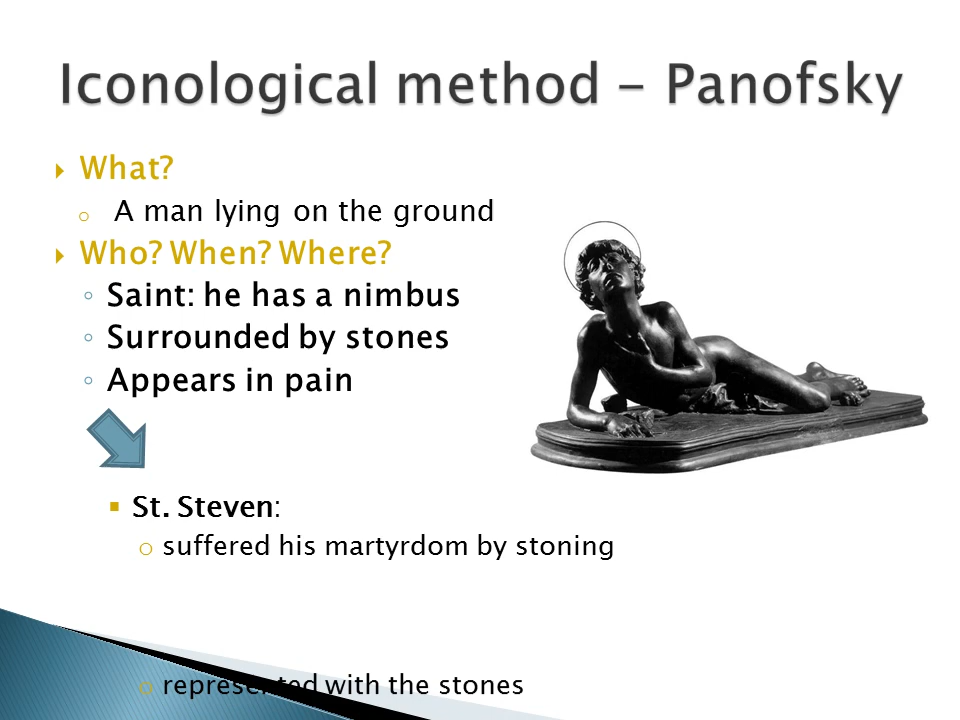 Iconological method - Panofsky
What?
A man lying on the ground
Who? When? Where?
Saint: he has a nimbus
Surrounded by stones
Appears in pain
St. Steven:
suffered his martyrdom by stoning
represented with the stones